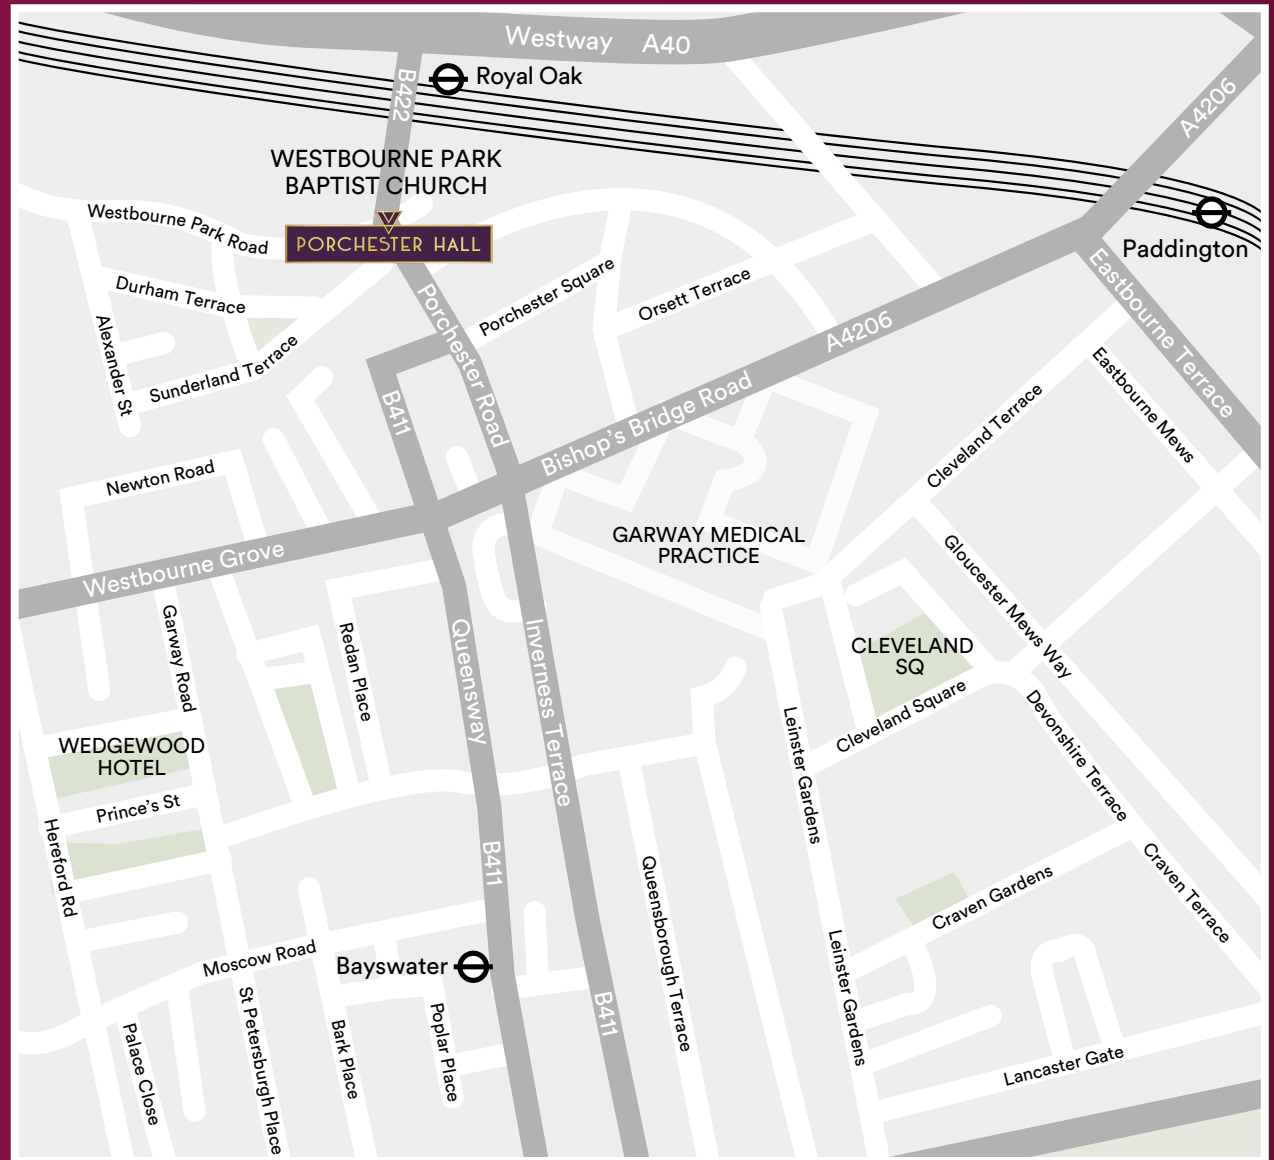 Westway A40
B422
Royal Oak
A4206
WESTBOURNE PARK
BAPTIST CHURCH
Westbourne Park Road
PORCHESTER HALL
Paddington
Durham Terrace
Porchester Square
Orsett Terrace
Eastbourne Terrace
Alexander St
Porchester Road
A4206
Sunderland Terrace
Eastbourne Mews
B411
Bishop's Bridge Road
Cleveland Terrace
Newton Road
GARWAY MEDICAL
PRACTICE
Westbourne Grove
Gloucester Mews Way
Garway Road
Redan Place
Queensway
Inverness Terrace
CLEVELAND
SQ
Cleveland Square
Leinster Gardens
Devonshire Terrace
WEDGEWOOD
HOTEL
Prince's St
Hereford Rd
B411
Queensborough Terrace
Craven Gardens
Craven Terrace
Moscow Road
Bayswater
Leinster Gardens
St Petersburgh Place
B411
Palace Close
Bark Place
Poplar Place
Lancaster Gate